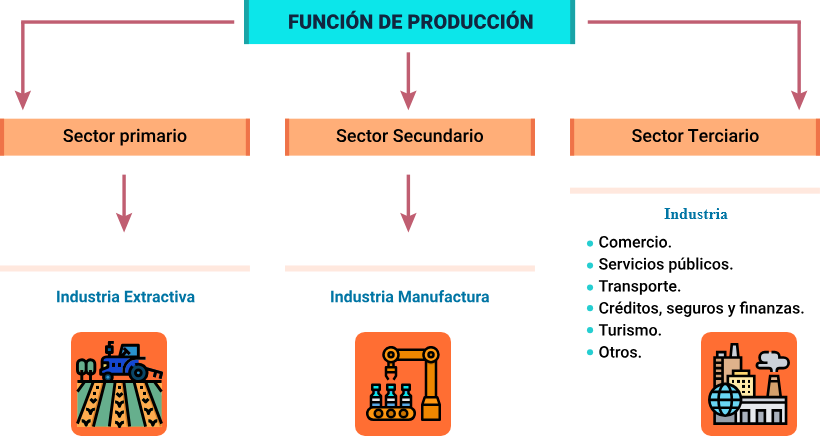 FUNCIÓN DE PRODUCCIÓN
Sector primario
Sector Secundario
Sector Terciario
Industria Extractiva
Industria Manufactura
Industria
Comercio.
Servicios públicos.
Transporte.
Créditos, seguros y finanzas.
Turismo.
Otros.